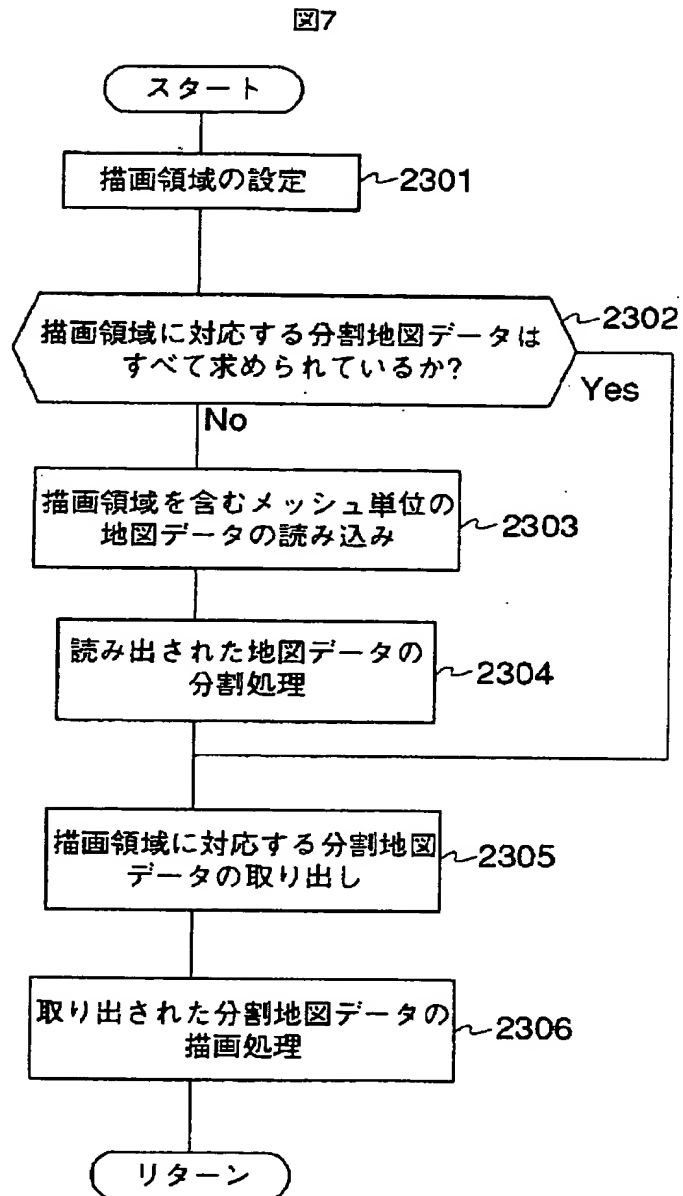 図7
スタート
描画領域の設定
2301
描画領域に対応する分割地図データは
すべて求められているか?
2302
Yes
No
描画領域を含むメッシュ単位の
地図データの読み込み
2303
読み出された地図データの
分割処理
2304
描画領域に対応する分割地図
データの取り出し
2305
取り出された分割地図データの
描画処理
2306
リターン